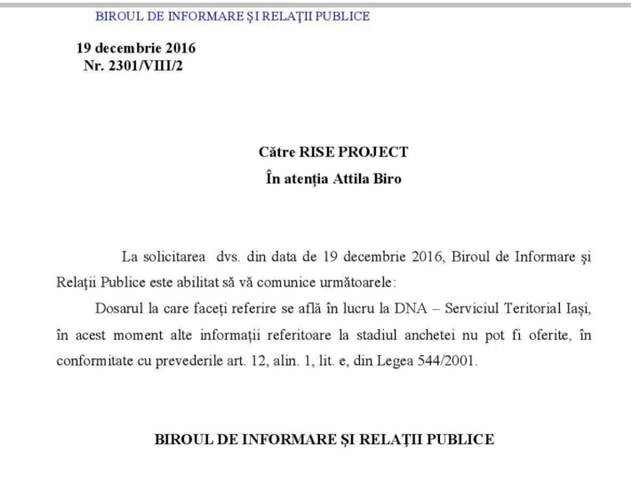 BIROUL DE INFORMARE ŞI RELAŢII PUBLICE
19 decembrie 2016
Nr. 2301/VIII/2
Către RISE PROJECT
În atenţia Attila Biro
La solicitarea dvs. din data de 19 decembrie 2016, Biroul de Informare şi
Relaţii Publice este abilitat să vă comunice următoarele:
Dosarul la care faceţi referire se află în lucru la DNA – Serviciul Teritorial Iaşi,
în acest moment alte informaţii referitoare la stadiul anchetei nu pot fi oferite, în
conformitate cu prevederile art. 12, alin. 1, lit. e, din Legea 544/2001.
BIROUL DE INFORMARE ŞI RELAŢII PUBLICE